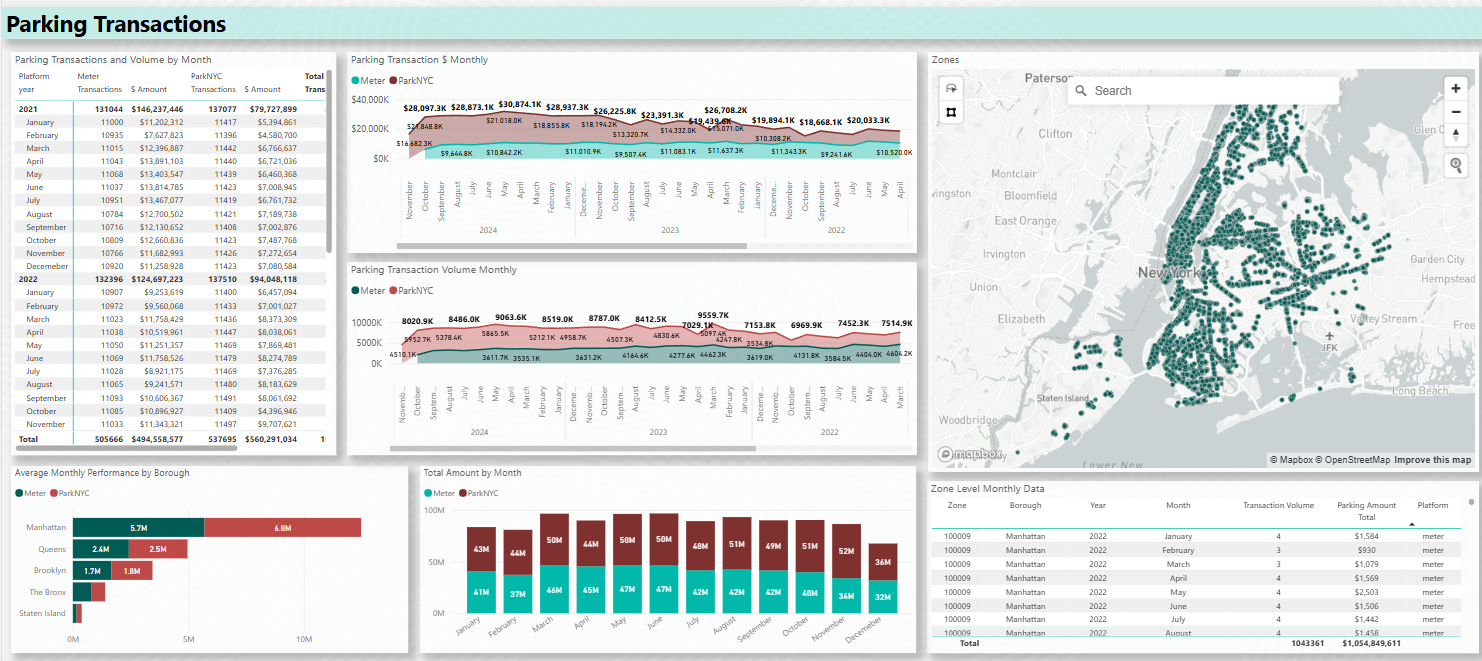 Parking Transactions
Parking Transactions and Volume by Month
Platform Meter ParkNYC Total
year Transactions $ Amount Transactions $ Amount Trans
2021 131044 $146,237,446 137077 $79,727,899
January 11000 $11,202,312 11417 $5,394,861
February 10935 $7,627,823 11396 $4,580,700
March 11015 $12,396,887 11442 $6,766,637
April 11043 $13,891,103 11440 $6,721,036
May 11068 $13,403,547 11439 $6,460,368
June 11037 $13,814,785 11423 $7,008,945
July 10951 $13,467,077 11419 $6,761,732
August 10784 $12,700,502 11421 $7,189,738
September 10716 $12,130,652 11408 $7,002,876
October 10809 $12,660,836 11423 $7,487,768
November 10766 $11,682,993 11426 $7,272,654
Decemeber 10920 $11,258,928 11423 $7,080,584
2022 132396 $124,697,223 137510 $94,048,118
January 10907 $9,253,619 11400 $6,457,094
February 10972 $9,560,068 11433 $7,001,027
March 11023 $11,758,429 11436 $8,373,309
April 11038 $10,519,961 11447 $8,038,061
May 11050 $11,251,357 11449 $7,869,481
June 11069 $11,758,526 11479 $8,274,789
July 11028 $8,921,175 11469 $7,376,285
August 11065 $9,241,571 11480 $8,183,629
September 11093 $10,606,367 11491 $8,061,692
October 11085 $10,896,927 11409 $4,396,946
November 11033 $11,343,321 11497 $9,707,621
Total 505666 $494,558,577 537695 $560,291,034
Parking Transaction $ Monthly
Meter ParkNYC
$40,000K
$20,000K
$0K
$28,097.3K $28,873.1K $30,874.1K $28,937.3K $26,225.8K $23,391.3K $19,439.6K $26,708.2K $19,894.1K $18,668.1K $20,033.3K
$16,682.3K $21,848.8K $21,018.0K $18,855.8K $18,194.2K $13,320.7K $14,332.0K $15,071.0K $10,308.2K
$9,644.8K $10,842.2K $11,010.9K $9,507.4K $11,083.1K $11,637.3K $11,343.3K $9,241.6K $10,520.0K
November October September August July June May April March February January Deceme... November October September August July June May April March February January Deceme... November October September August July June May April
2024 2023 2022
Parking Transaction Volume Monthly
Meter ParkNYC
10000K
5000K
0K
8020.9K 8486.0K 9063.6K 8519.0K 8787.0K 8412.5K 7029.1K 9559.7K 7153.8K 6969.9K 7452.3K 7514.9K
4510.1K 5952.7K 5378.4K 5865.5K 5212.1K 4958.7K 4507.3K 4830.6K 5097.4K 4247.8K 3534.8K
3611.7K 3535.1K 3631.2K 4164.6K 4277.6K 4462.3K 3619.0K 4131.8K 3584.5K 4404.0K 4604.2K
Novemb... October Septem... August July June May April March February January Deceme... Novemb... October Septem... August July June May April March February January Deceme... Novemb... October Septem... August July June May April March
2024 2023 2022
Zones
Search
Paterson
Clifton
Glen C
Montclair
vingston
Bloomfield
East Orange
Irvington
Garden City
New York
Hempstead
Union
Elizabeth
Valley Stream
Free
JFK
Staten Island
Long Beach
Woodbridge
mapbox
Lower New
© Mapbox © OpenStreetMap Improve this map
Average Monthly Performance by Borough
Meter ParkNYC
Manhattan 5.7M 6.8M
Queens 2.4M 2.5M
Brooklyn 1.7M 1.8M
The Bronx
Staten Island
0M 5M 10M
Total Amount by Month
Meter ParkNYC
100M
50M
0M
43M 44M 50M 44M 50M 50M 48M 51M 49M 51M 52M 36M
41M 37M 46M 45M 47M 47M 42M 42M 42M 40M 34M 32M
January February March April May June July August September October November Decemeber
Zone Level Monthly Data
Zone Borough Year Month Transaction Volume Parking Amount Platform
Total
100009 Manhattan 2022 January 4 $1,584 meter
100009 Manhattan 2022 February 3 $930 meter
100009 Manhattan 2022 March 3 $1,079 meter
100009 Manhattan 2022 April 4 $1,569 meter
100009 Manhattan 2022 May 4 $2,503 meter
100009 Manhattan 2022 June 4 $1,506 meter
100009 Manhattan 2022 July 4 $1,442 meter
100009 Manhattan 2022 August 4 $1,458 meter
Total 1043361 $1,054,849,611